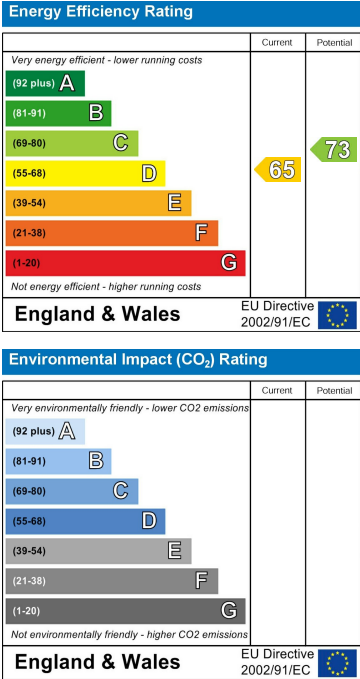 Energy Efficiency Rating
Current Potential
Very energy efficient - lower running costs
(92 plus) A
(81-91) B
(69-80) C
73
(55-68) D
65
(39-54) E
(21-38) F
(1-20) G
Not energy efficient - higher running costs
England & Wales
EU Directive
2002/91/EC
Environmental Impact (CO₂) Rating
Current Potential
Very environmentally friendly - lower CO2 emissions
(92 plus) A
(81-91) B
(69-80) C
(55-68) D
(39-54) E
(21-38) F
(1-20) G
Not environmentally friendly - higher CO2 emissions
England & Wales
EU Directive
2002/91/EC